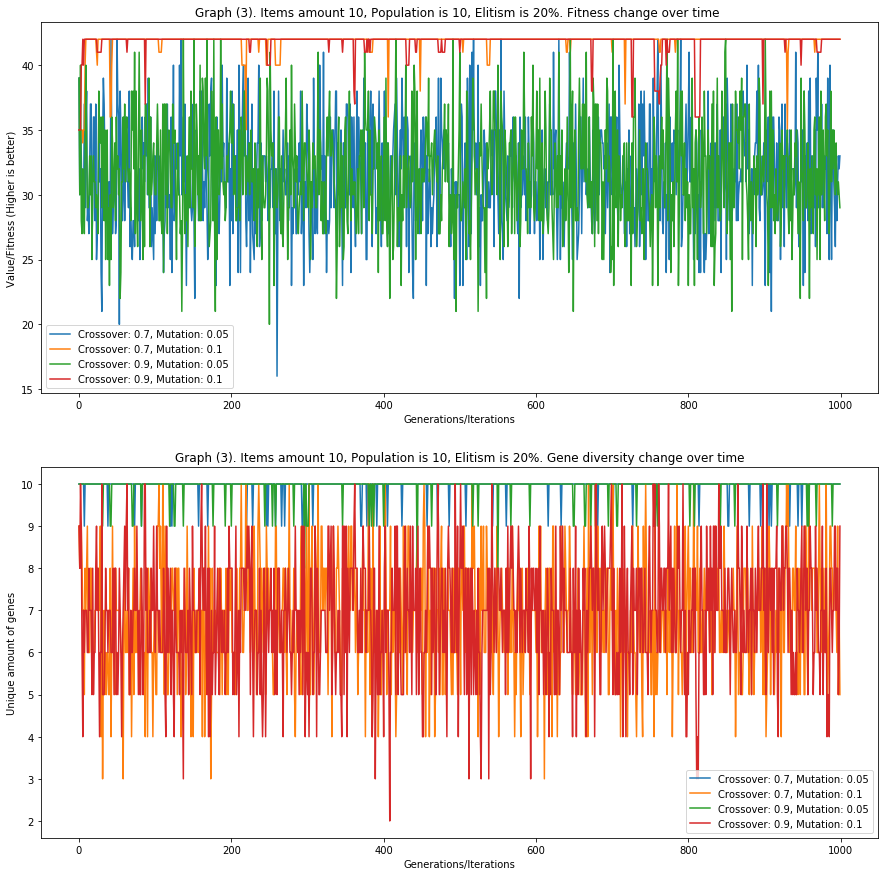 Graph (3). Items amount 10, Population is 10, Elitism is 20%. Fitness change over time
Value/Fitness (Higher is better)
40
35
30
25
20
15
Crossover: 0.7, Mutation: 0.05
Crossover: 0.7, Mutation: 0.1
Crossover: 0.9, Mutation: 0.05
Crossover: 0.9, Mutation: 0.1
0 200 400 600 800 1000
Generations/Iterations
Graph (3). Items amount 10, Population is 10, Elitism is 20%. Gene diversity change over time
Unique amount of genes
10
9
8
7
6
5
4
3
2
Crossover: 0.7, Mutation: 0.05
Crossover: 0.7, Mutation: 0.1
Crossover: 0.9, Mutation: 0.05
Crossover: 0.9, Mutation: 0.1
0 200 400 600 800 1000
Generations/Iterations